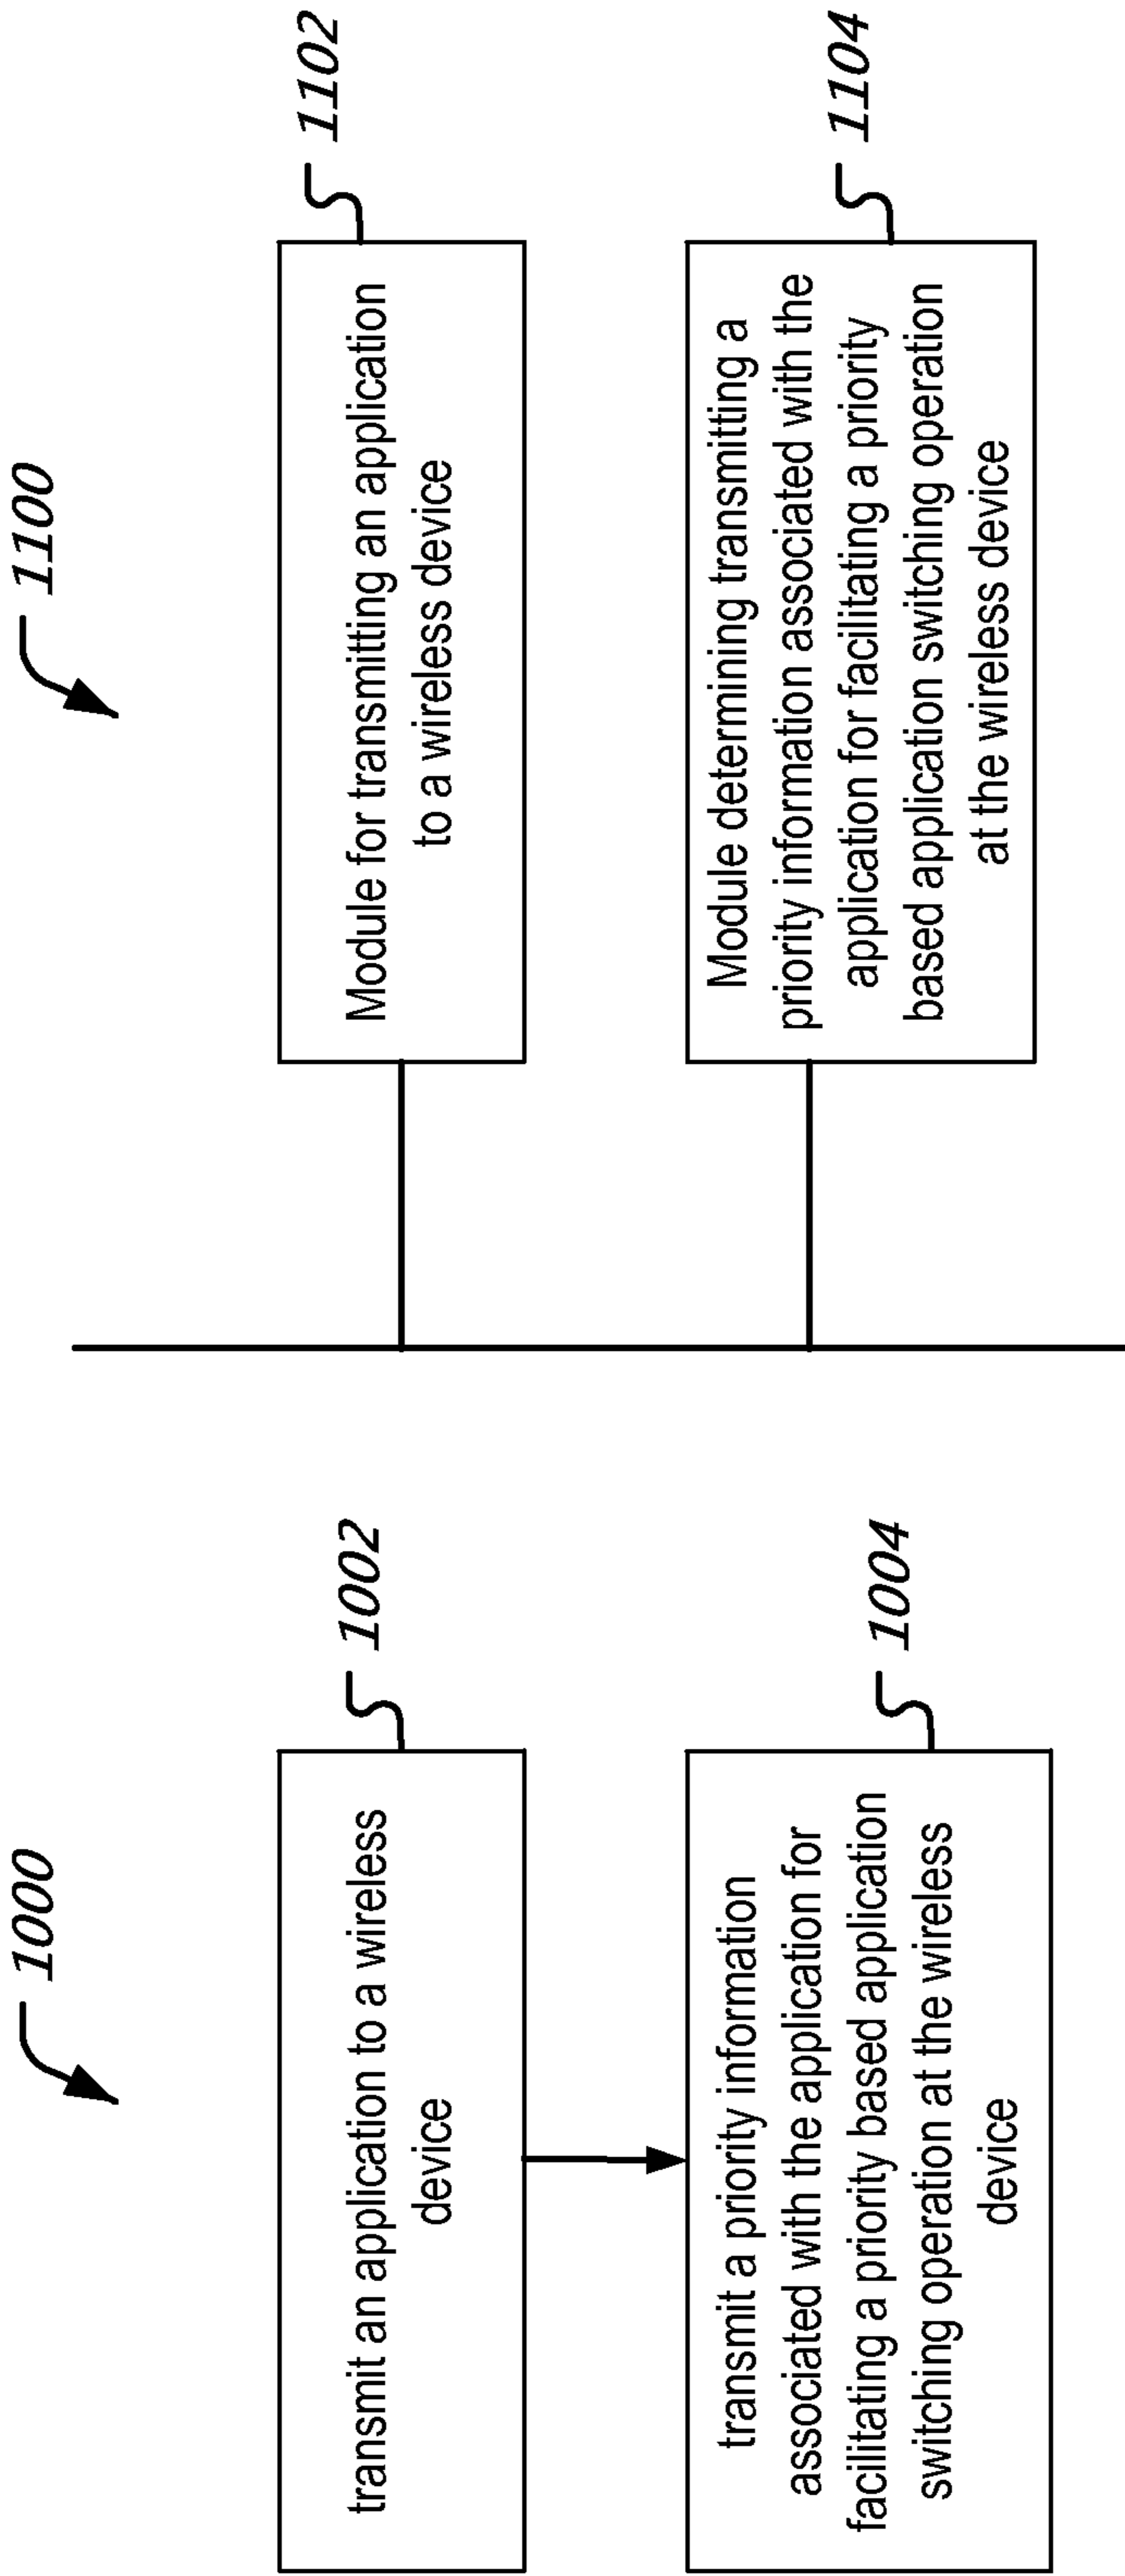 1000
transmit an application to a wireless
device
1002
transmit a priority information
associated with the application for
facilitating a priority based application
switching operation at the wireless
device
1004
1100
Module for transmitting an application
to a wireless device
1102
Module determining transmitting a
priority information associated with the
application for facilitating a priority
based application switching operation
at the wireless device
1104